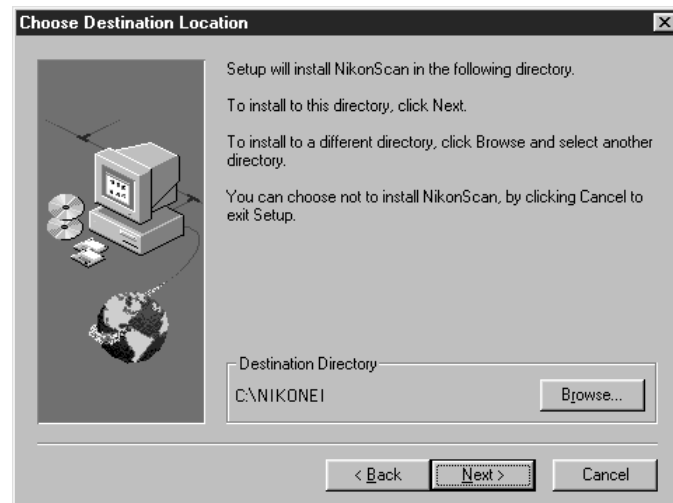 Choose Destination Location
Setup will install NikonScan in the following directory.
To install to this directory, click Next.
To install to a different directory, click Browse and select another
directory.
You can choose not to install NikonScan, by clicking Cancel to
exit Setup.
Destination Directory
C:\NIKONEI
Browse...
< Back
Next >
Cancel